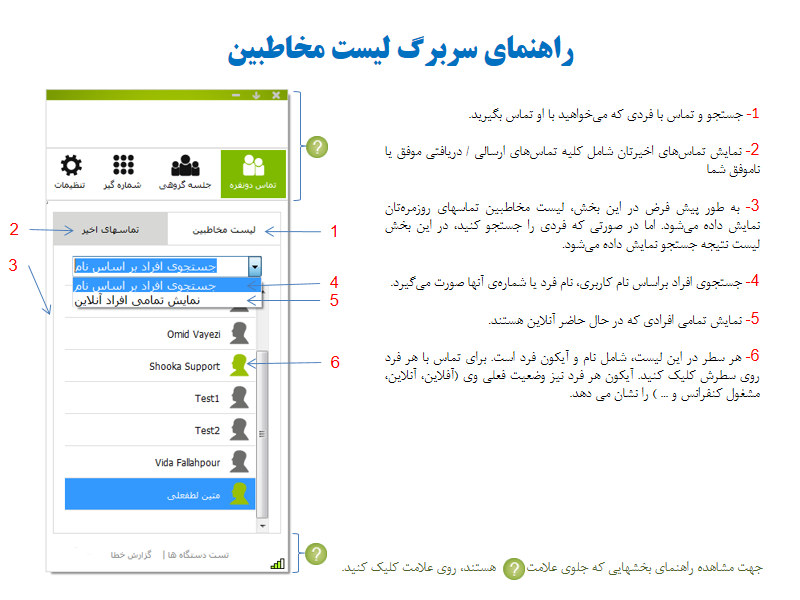 راهنمای سربرگ لیست مخاطبین
1- جستجو و تماس با فردی که می‌خواهید با او تماس بگیرید.
2- نمایش تماس‌های اخیرتان شامل کلیه تماس‌های ارسالی / دریافتی موفق یا
ناموفق شما
3- به طور پیش فرض در این بخش، لیست مخاطبین تماسهای روزمره‌تان
نمایش داده می‌شود. اما در صورتی که فردی را جستجو کنید، در این بخش
لیست نتیجه جستجو نمایش داده می‌شود.
4- جستجوی افراد براساس نام کاربری، نام فرد یا شماره‌ی آنها صورت می‌گیرد.
5- نمایش تمامی افرادی که در حال حاضر آنلاین هستند.
6- هر سطر در این لیست، شامل نام و آیکون فرد است. برای تماس با هر فرد
روی سطرش کلیک کنید. آیکون هر فرد نیز وضعیت فعلی وی (آفلاین، آنلاین،
مشغول کنفرانس و ... ) را نشان می دهد.
?
تماس دونفره
جلسه گروهی
شماره گیر
تنظیمات
لیست مخاطبین
تماسهای اخیر
1
2
3
جستجوی افراد بر اساس نام
جستجوی افراد بر اساس نام
4
نمایش تمامی افراد آنلاین
5
Omid Vayezi
Shooka Support
6
Test1
Test2
Vida Fallahpour
متین لطفعلی
تست دستگاه ها | گزارش خطا
?
جهت مشاهده راهنمای بخشهایی که جلوی علامت ? هستند، روی علامت کلیک کنید.